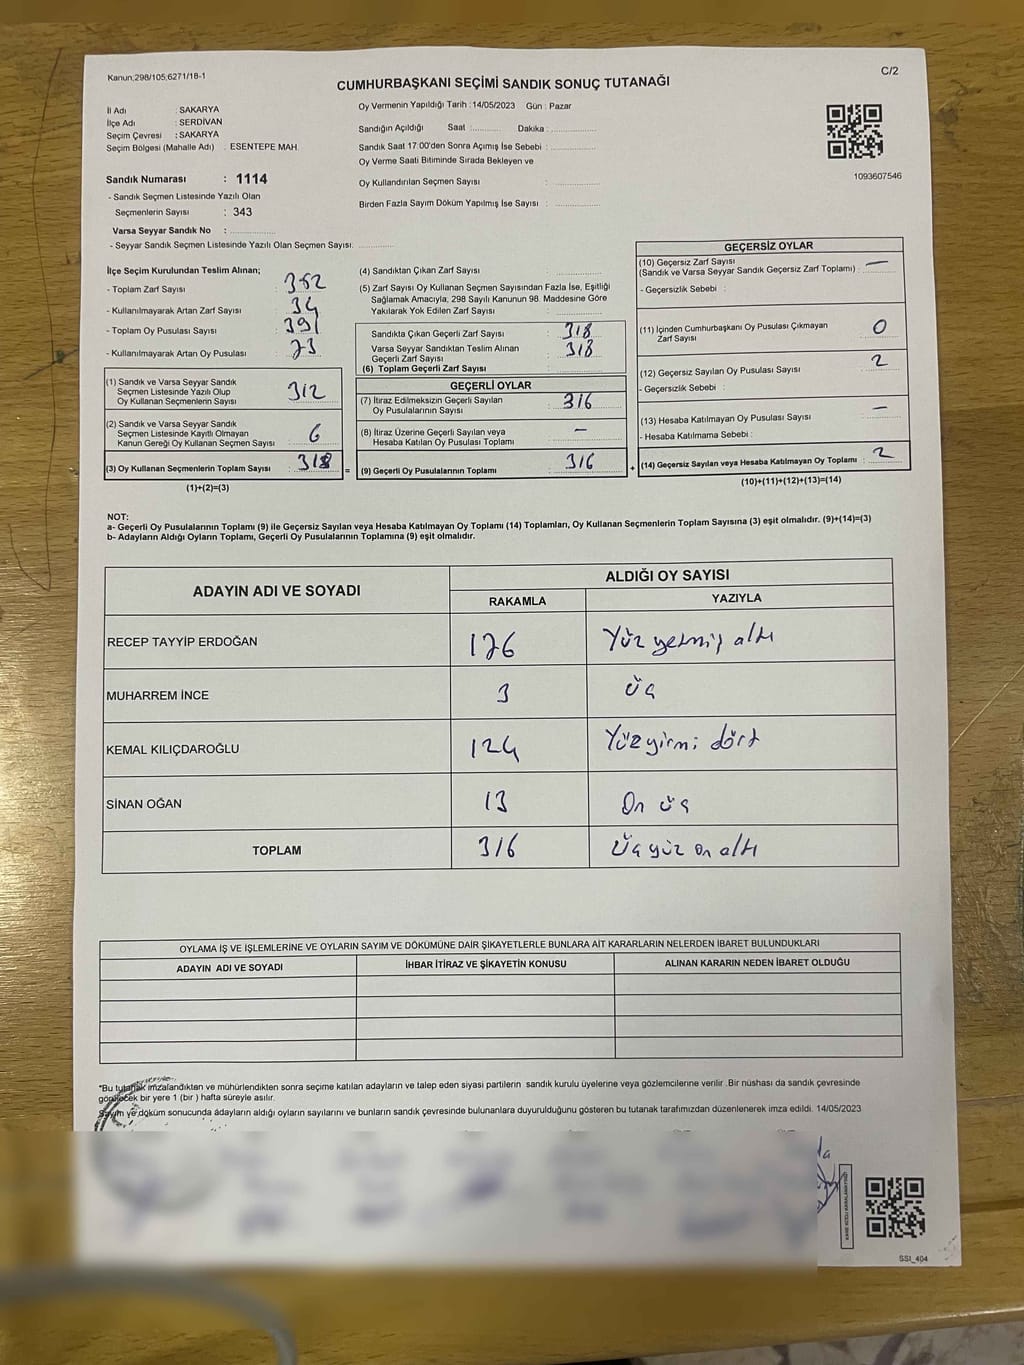 Kanun;298/105;6271/18-1
C/2
CUMHURBAŞKANI SEÇİMİ SANDIK SONUÇ TUTANAĞI
İl Adı : SAKARYA
İlçe Adı : SERDİVAN
Seçim Çevresi : SAKARYA
Seçim Bölgesi (Mahalle Adı) : ESENTEPE MAH.
Sandık Numarası : 1114
- Sandık Seçmen Listesinde Yazılı Olan
Seçmenlerin Sayısı : 343
Varsa Seyyar Sandık No :
- Seyyar Sandık Seçmen Listesinde Yazılı Olan Seçmen Sayısı:
Oy Vermenin Yapıldığı Tarih : 14/05/2023 Gün : Pazar
Sandığın Açıldığı Saat : Dakika :
Sandık Saat 17.00'den Sonra Açımış İse Sebebi :
Oy Verme Saati Bitiminde Sırada Bekleyen ve
Oy Kullandırılan Seçmen Sayısı :
Birden Fazla Sayım Döküm Yapılmış İse Sayısı :
1093607546
İlçe Seçim Kurulundan Teslim Alınan;
- Toplam Zarf Sayısı : 352
- Kullanılmayarak Artan Zarf Sayısı : 34
- Toplam Oy Pusulası Sayısı : 391
- Kullanılmayarak Artan Oy Pusulası : 73
(1) Sandık ve Varsa Seyyar Sandık
Seçmen Listesinde Yazılı Olup
Oy Kullanan Seçmenlerin Sayısı : 312
(2) Sandık ve Varsa Seyyar Sandık
Seçmen Listesinde Kayıtlı Olmayan
Kanun Gereği Oy Kullanan Seçmen Sayısı : 6
(3) Oy Kullanan Seçmenlerin Toplam Sayısı : 318
(1)+(2)=(3)
=
(4) Sandıktan Çıkan Zarf Sayısı :
(5) Zarf Sayısı Oy Kullanan Seçmen Sayısından Fazla İse, Eşitliği
Sağlamak Amacıyla, 298 Sayılı Kanunun 98. Maddesine Göre
Yakılarak Yok Edilen Zarf Sayısı :
Sandıkta Çıkan Geçerli Zarf Sayısı : 318
Varsa Seyyar Sandıktan Teslim Alınan
Geçerli Zarf Sayısı : 318
(6) Toplam Geçerli Zarf Sayısı :
GEÇERLİ OYLAR
(7) İtiraz Edilmeksizin Geçerli Sayılan
Oy Pusulalarının Sayısı : 316
(8) İtiraz Üzerine Geçerli Sayılan veya
Hesaba Katılan Oy Pusulası Toplamı : –
(9) Geçerli Oy Pusulalarının Toplamı : 316
+
GEÇERSİZ OYLAR
(10) Geçersiz Zarf Sayısı
(Sandık ve Varsa Seyyar Sandık Geçersiz Zarf Toplamı) : –
- Geçersizlik Sebebi :
(11) İçinden Cumhurbaşkanı Oy Pusulası Çıkmayan
Zarf Sayısı : 0
(12) Geçersiz Sayılan Oy Pusulası Sayısı : 2
- Geçersizlik Sebebi :
(13) Hesaba Katılmayan Oy Pusulası Sayısı : –
- Hesaba Katılmama Sebebi :
(14) Geçersiz Sayılan veya Hesaba Katılmayan Oy Toplamı : 2
(10)+(11)+(12)+(13)=(14)
NOT:
a- Geçerli Oy Pusulalarının Toplamı (9) ile Geçersiz Sayılan veya Hesaba Katılmayan Oy Toplamı (14) Toplamları, Oy Kullanan Seçmenlerin Toplam Sayısına (3) eşit olmalıdır. (9)+(14)=(3)
b- Adayların Aldığı Oyların Toplamı, Geçerli Oy Pusulalarının Toplamına (9) eşit olmalıdır.
ADAYIN ADI VE SOYADI ALDIĞI OY SAYISI
RAKAMLA YAZIYLA
RECEP TAYYİP ERDOĞAN 176 Yüz yetmiş altı
MUHARREM İNCE 3 üç
KEMAL KILIÇDAROĞLU 124 Yüz yirmi dört
SİNAN OĞAN 13 On üç
TOPLAM 316 Üç yüz on altı
OYLAMA İŞ VE İŞLEMLERİNE VE OYLARIN SAYIM VE DÖKÜMÜNE DAİR ŞİKAYETLERLE BUNLARA AİT KARARLARIN NELERDEN İBARET BULUNDUKLARI
ADAYIN ADI VE SOYADI İHBAR İTİRAZ VE ŞİKAYETİN KONUSU ALINAN KARARIN NEDEN İBARET OLDUĞU
*Bu tutanak imzalandıkten ve mühürlendikten sonra seçime katılan adayların ve talep eden siyasi partilerin sandık kurulu üyelerine veya gözlemcilerine verilir .Bir nüshası da sandık çevresinde
görülecek bir yere 1 (bir ) hafta süreyle asılır.
Sayım ve döküm sonucunda adayların aldığı oyların sayılarını ve bunların sandık çevresinde bulunanlara duyurulduğunu gösteren bu tutanak tarafımızdan düzenlenerek imza edildi. 14/05/2023
SSI_404